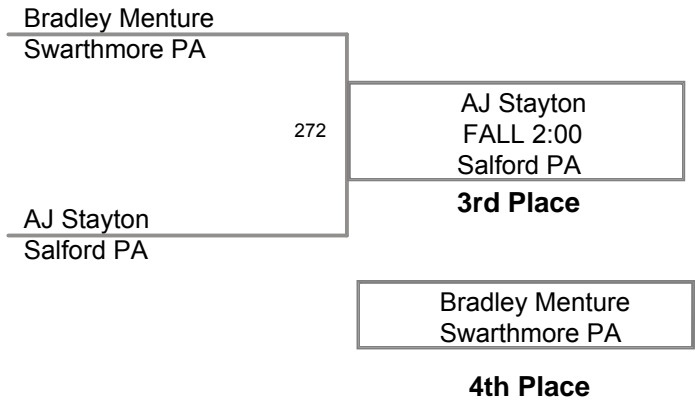 Bradley Menture
Swarthmore PA
AJ Stayton
FALL 2:00
Salford PA
272
3rd Place
AJ Stayton
Salford PA
Bradley Menture
Swarthmore PA
4th Place